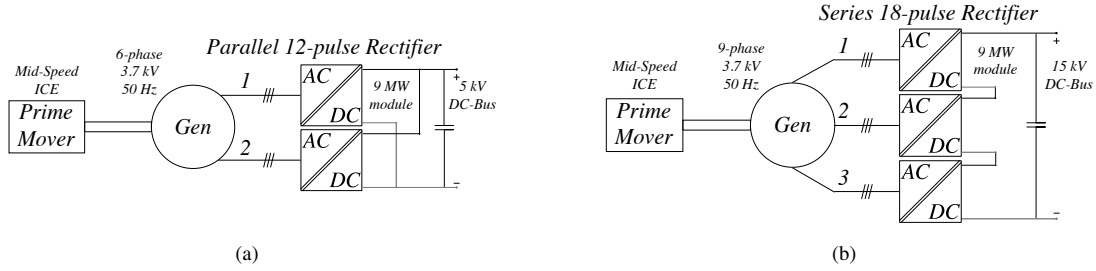 Parallel 12-pulse Rectifier
6-phase
3.7 kV
50 Hz
Mid-Speed
ICE
Prime
Mover
Gen
1
2
AC
DC
AC
DC
9 MW
module
+
5 kV
DC-Bus
−
(a)
Series 18-pulse Rectifier
9-phase
3.7 kV
50 Hz
Mid-Speed
ICE
Prime
Mover
Gen
1
2
3
AC
DC
AC
DC
AC
DC
9 MW
module
+
15 kV
DC-Bus
−
(b)